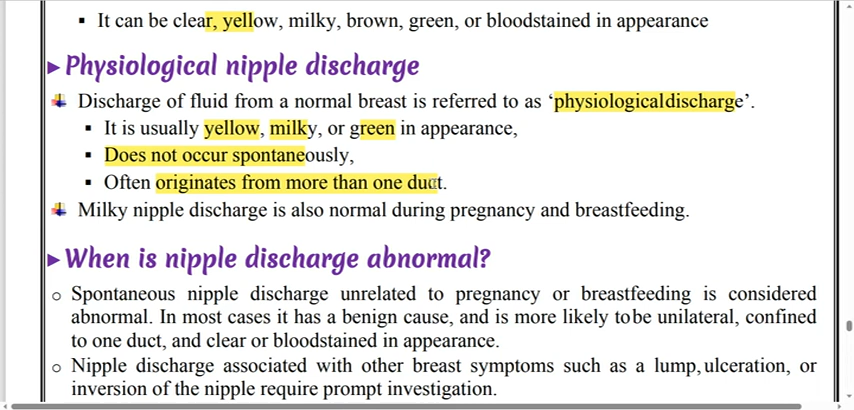 ▪ It can be clear, yellow, milky, brown, green, or bloodstained in appearance
►Physiological nipple discharge
Discharge of fluid from a normal breast is referred to as ‘physiological discharge’.
▪ It is usually yellow, milky, or green in appearance,
▪ Does not occur spontaneously,
▪ Often originates from more than one duct.
Milky nipple discharge is also normal during pregnancy and breastfeeding.
►When is nipple discharge abnormal?
o Spontaneous nipple discharge unrelated to pregnancy or breastfeeding is considered
abnormal. In most cases it has a benign cause, and is more likely to be unilateral, confined
to one duct, and clear or bloodstained in appearance.
o Nipple discharge associated with other breast symptoms such as a lump, ulceration, or
inversion of the nipple require prompt investigation.